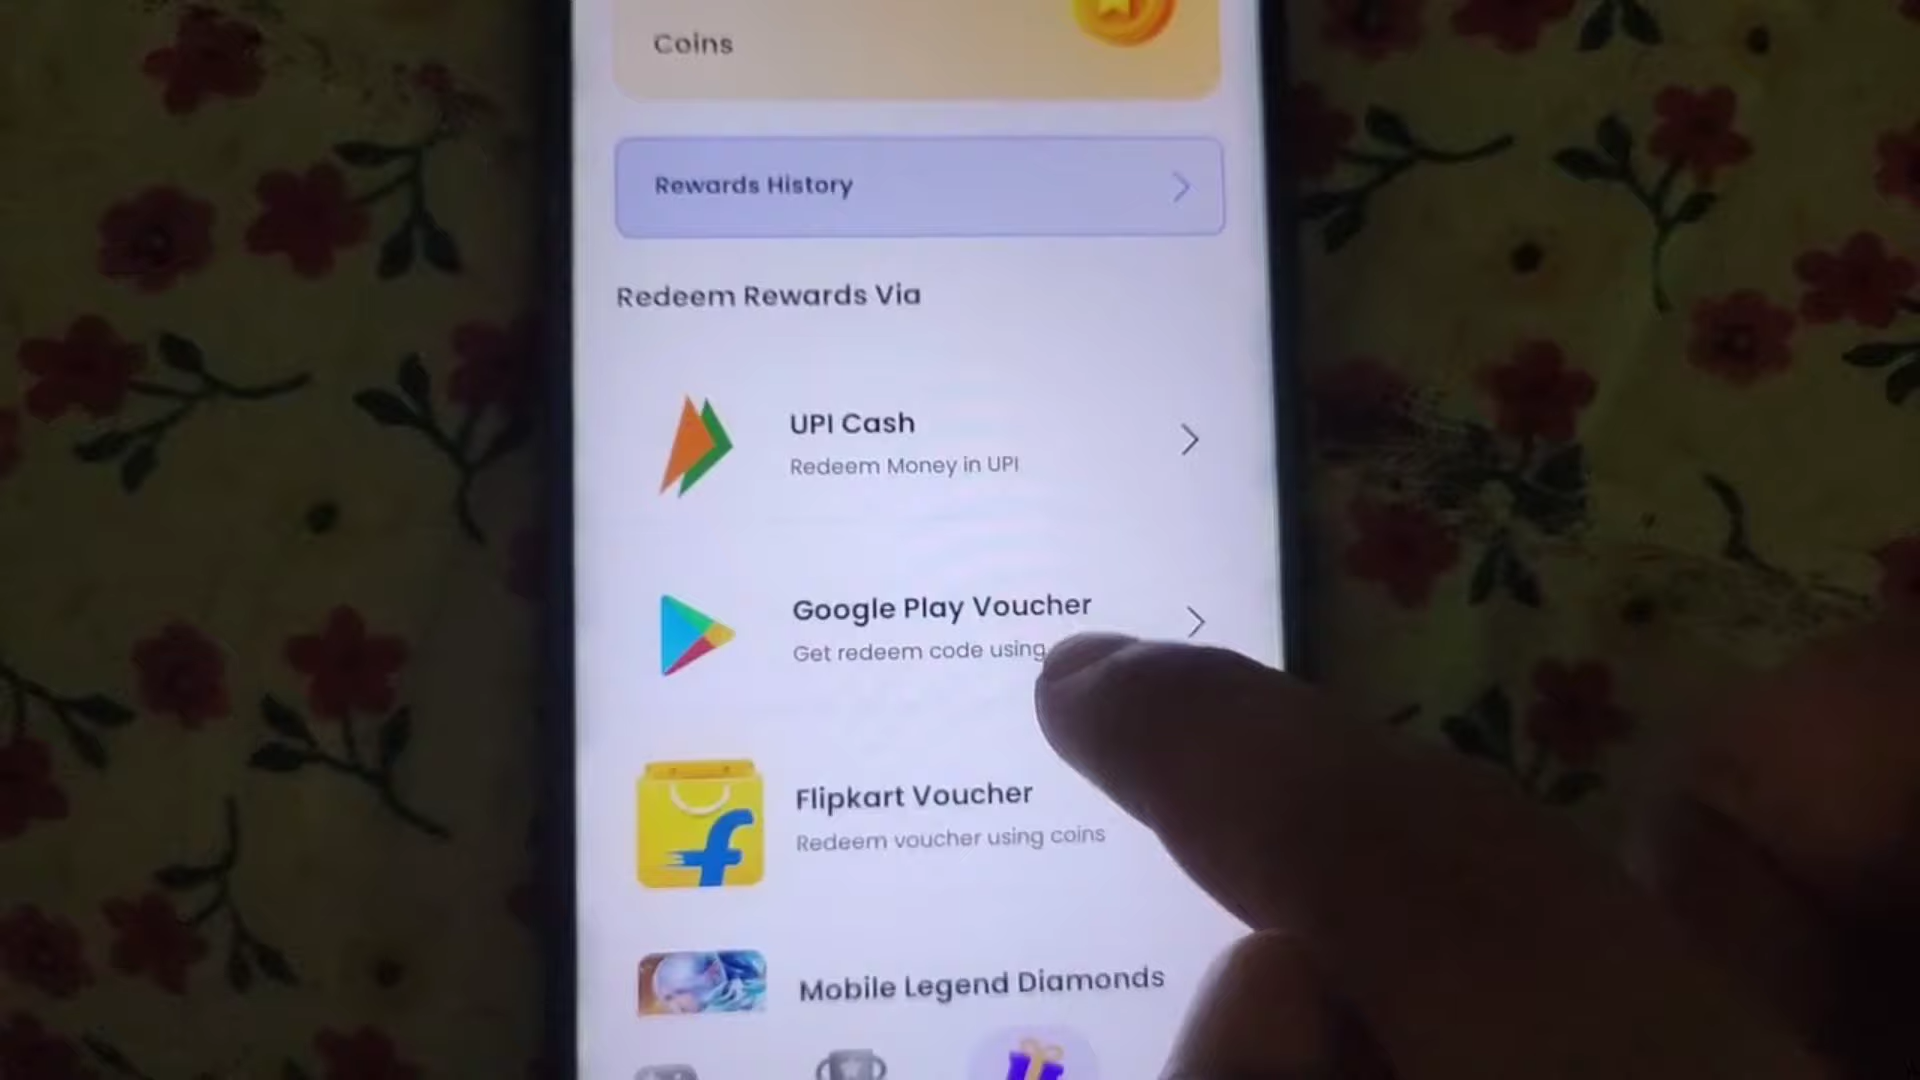 Coins
Rewards History
Redeem Rewards Via
UPI Cash
Redeem Money in UPI
Google Play Voucher
Get redeem code using
Flipkart Voucher
Redeem voucher using coins
Mobile Legend Diamonds